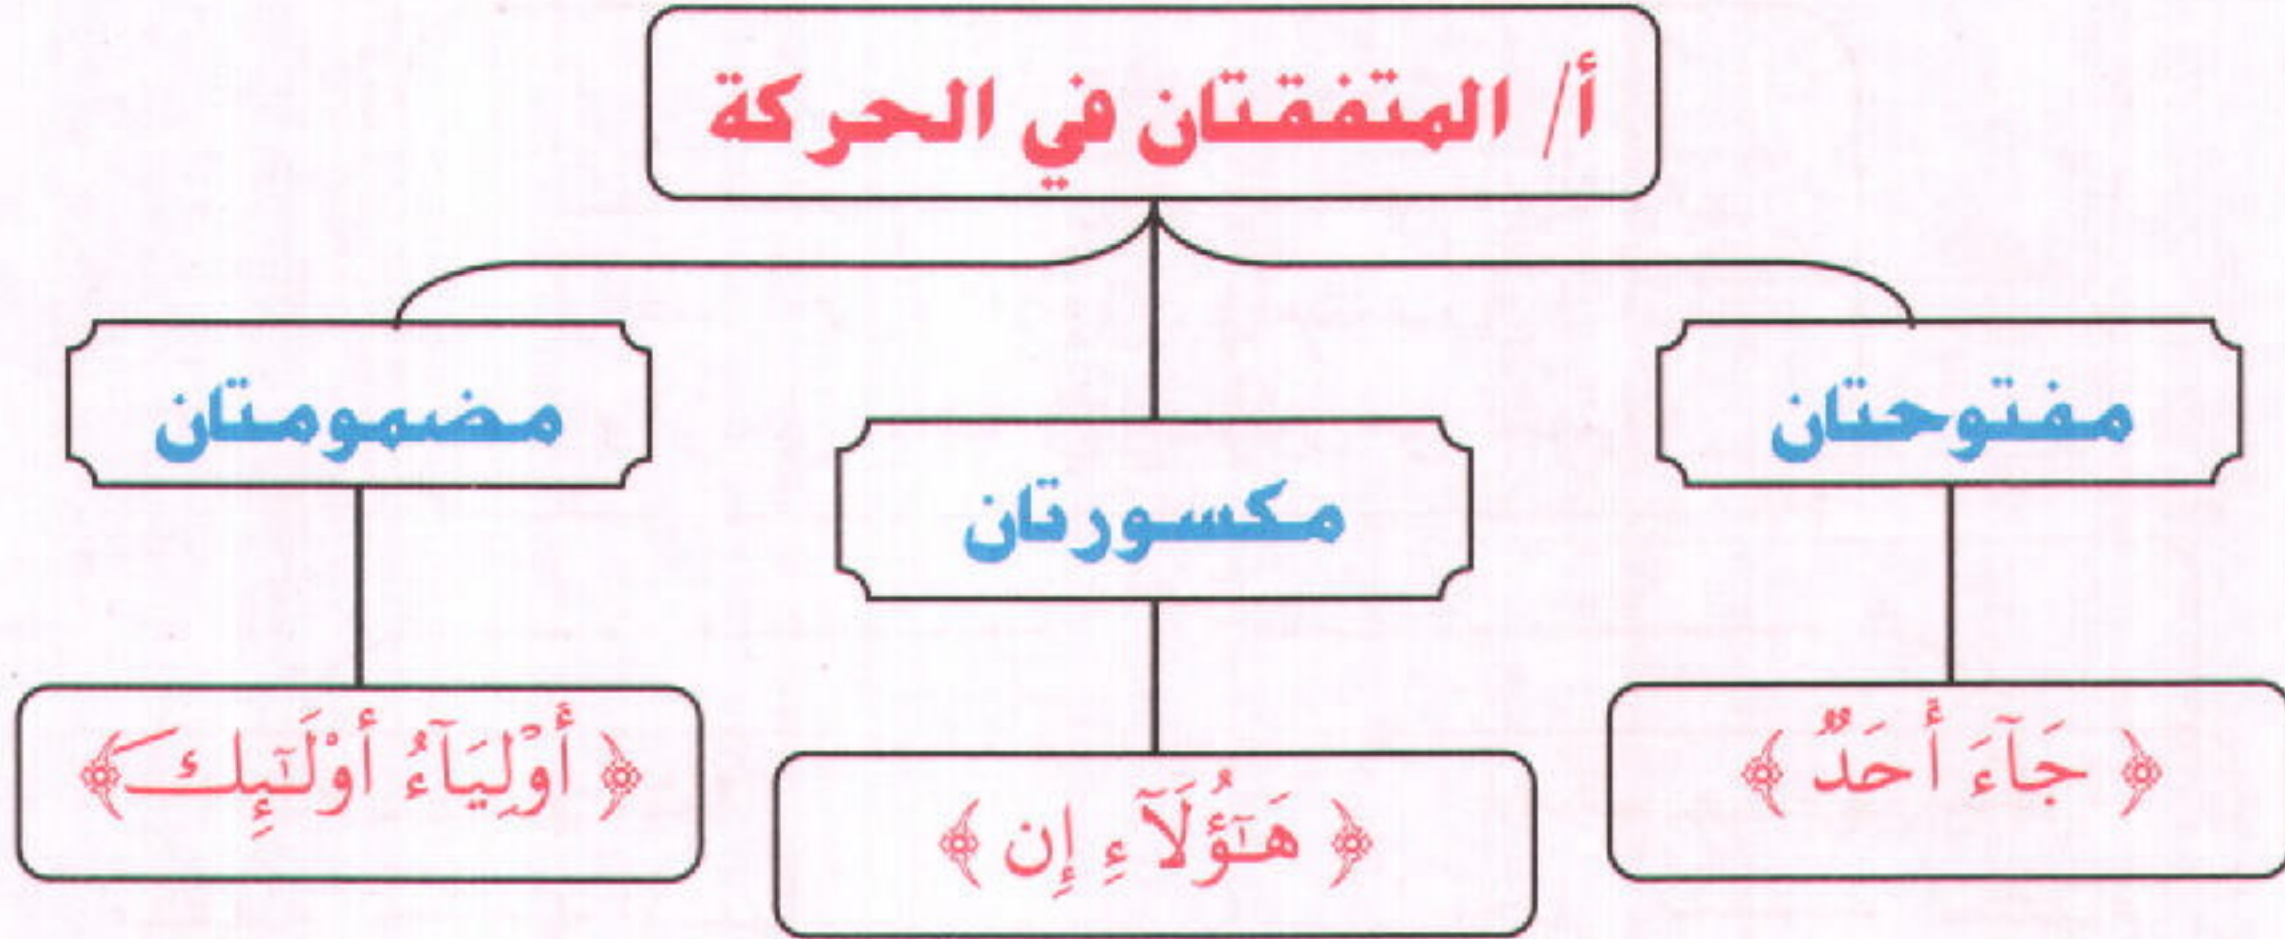 أ/ المتفقتان في الحركة
مفتوحتان
مكسورتان
مضمومتان
﴿ جَآءَ أَحَدٌ ﴾
﴿ هَـٰٓؤُلَآءِ إِن ﴾
﴿ أَوْلِيَآءُ أُوْلَـٰٓئِكَ ﴾